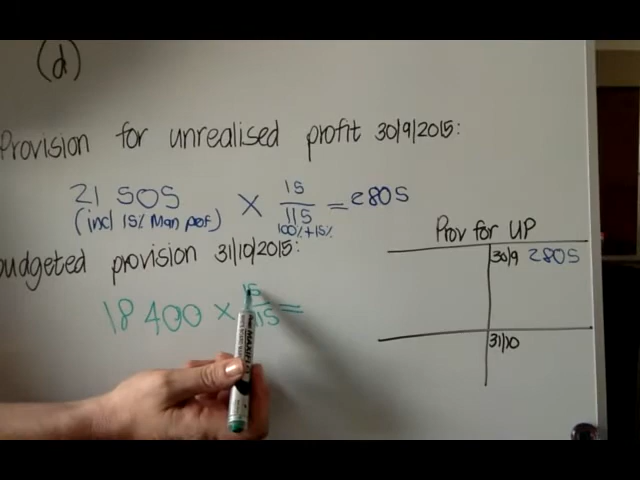 (d)
Provision for unrealised profit 30/9/2015:
21 505 × 15/115 = 2805
(incl 15% Man prof)
100% + 15%
budgeted provision 31/10/2015:
18 400 × 15/115 =
Prov for UP
30/9 2805
31/10